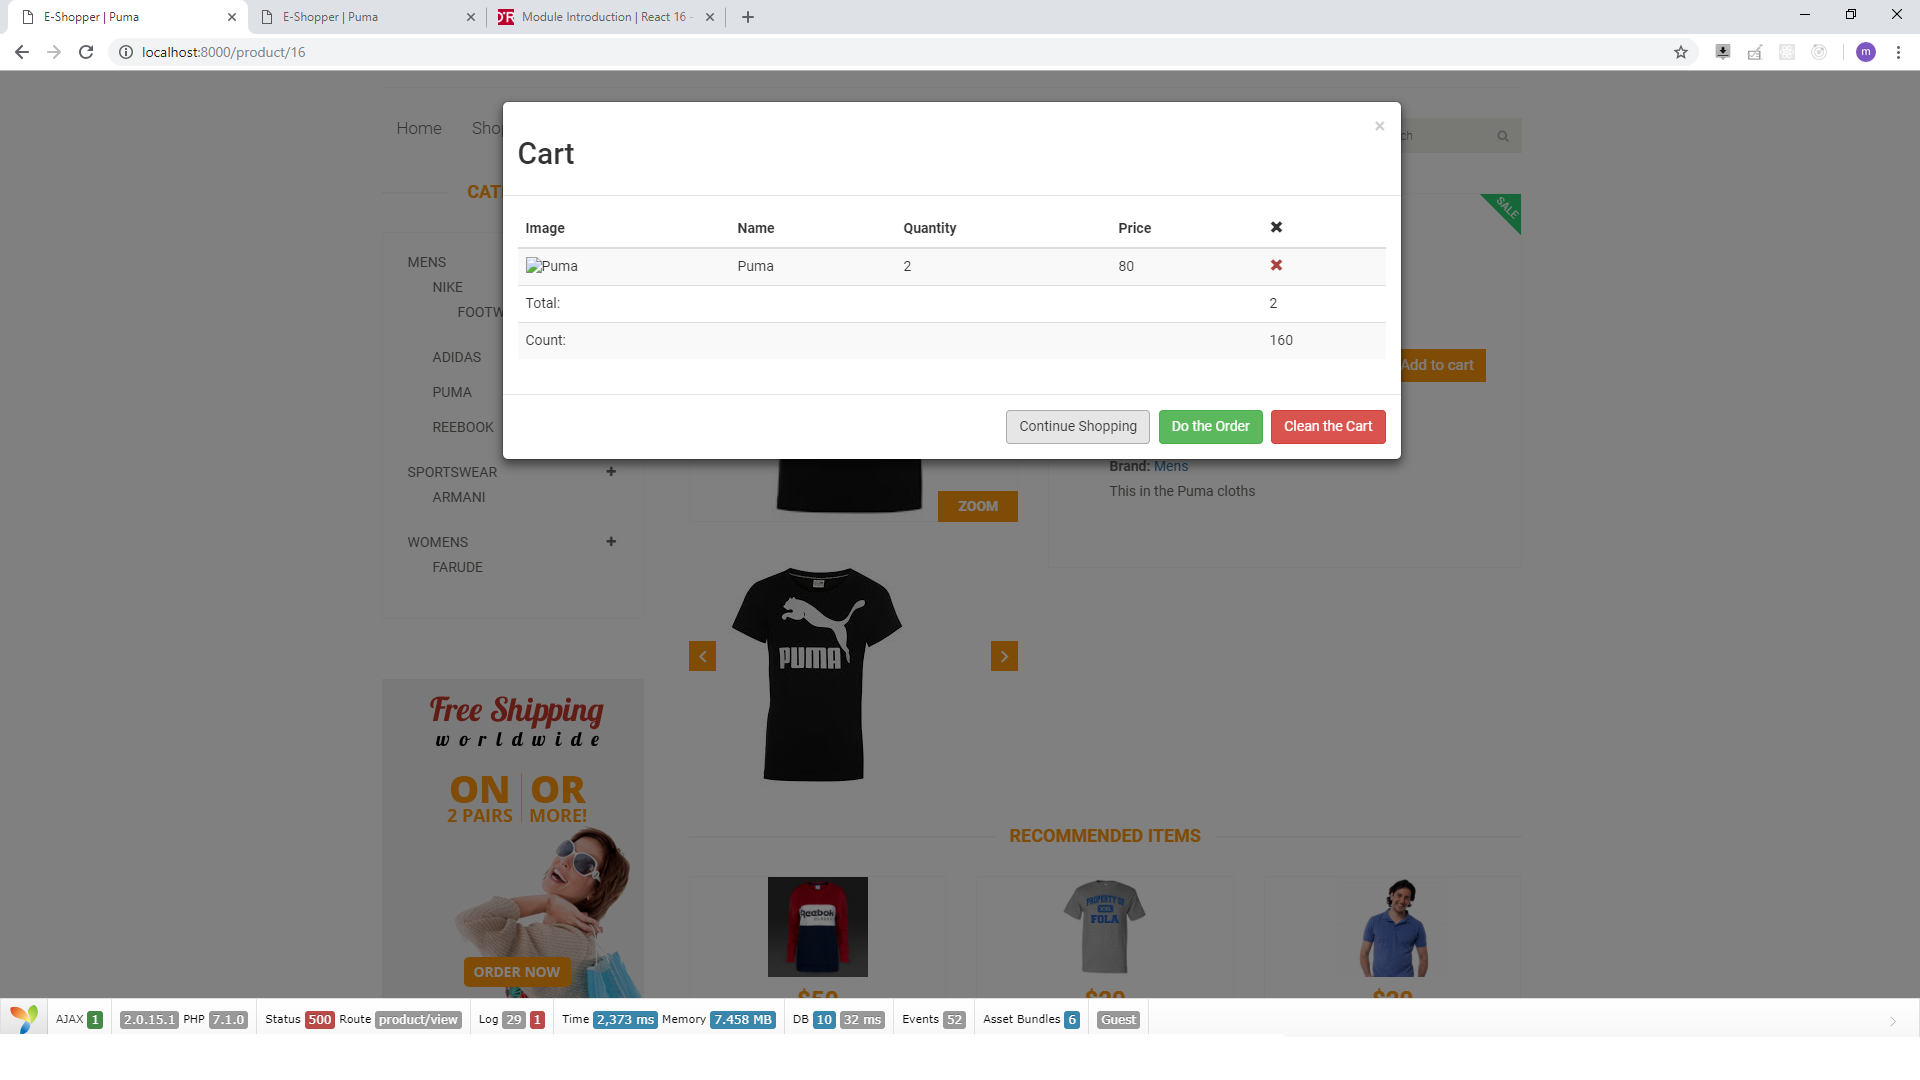 E-Shopper | Puma
E-Shopper | Puma
Module Introduction | React 16 -
localhost:8000/product/16
m
Home
Cart
×
SALE
Image Name Quantity Price ✖
Puma Puma 2 80 ✖
Total: 2
Count: 160
Continue Shopping Do the Order Clean the Cart
MENS
NIKE
ADIDAS
PUMA
REEBOOK
SPORTSWEAR +
ARMANI
WOMENS +
FARUDE
Add to cart
Brand: Mens
This in the Puma cloths
ZOOM
PUMA
Free Shipping
worldwide
ON OR
2 PAIRS MORE!
ORDER NOW
RECOMMENDED ITEMS
Reebok
PROPERTY OF
FOLA
AJAX 1 2.0.15.1 PHP 7.1.0 Status 500 Route product/view Log 29 1 Time 2,373 ms Memory 7.458 MB DB 10 32 ms Events 52 Asset Bundles 6 Guest